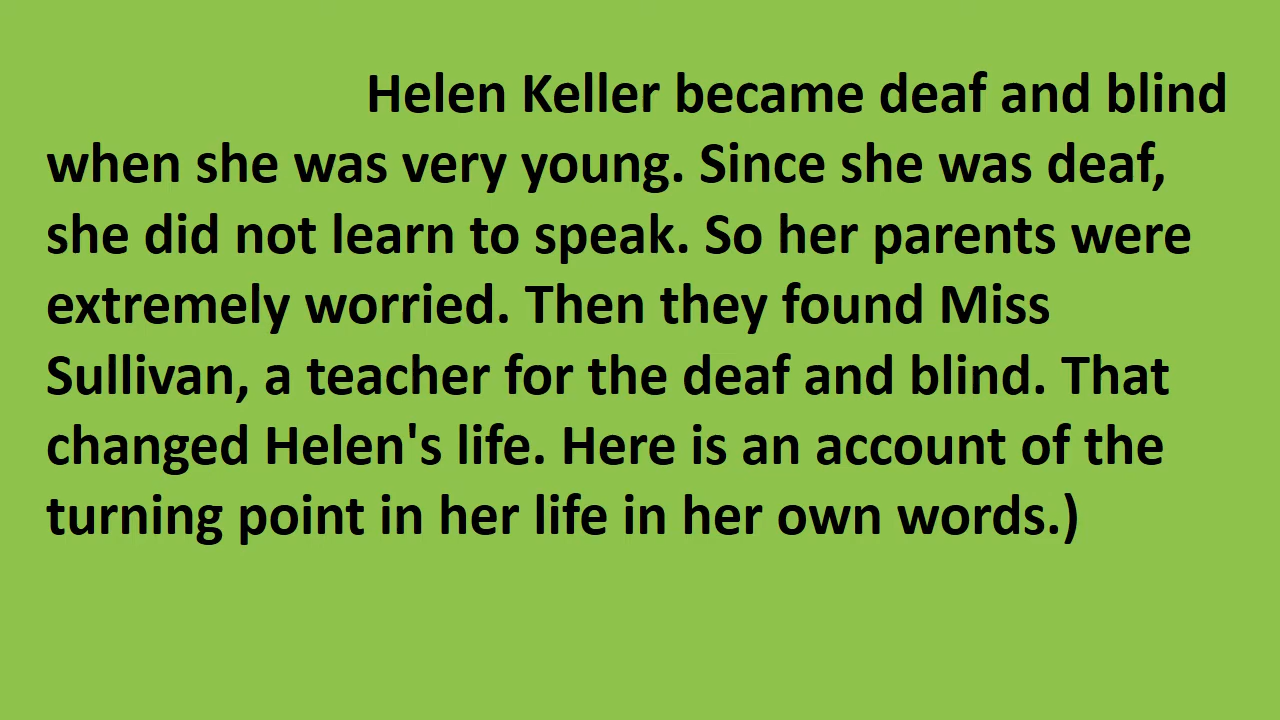 Helen Keller became deaf and blind
when she was very young. Since she was deaf,
she did not learn to speak. So her parents were
extremely worried. Then they found Miss
Sullivan, a teacher for the deaf and blind. That
changed Helen's life. Here is an account of the
turning point in her life in her own words.)